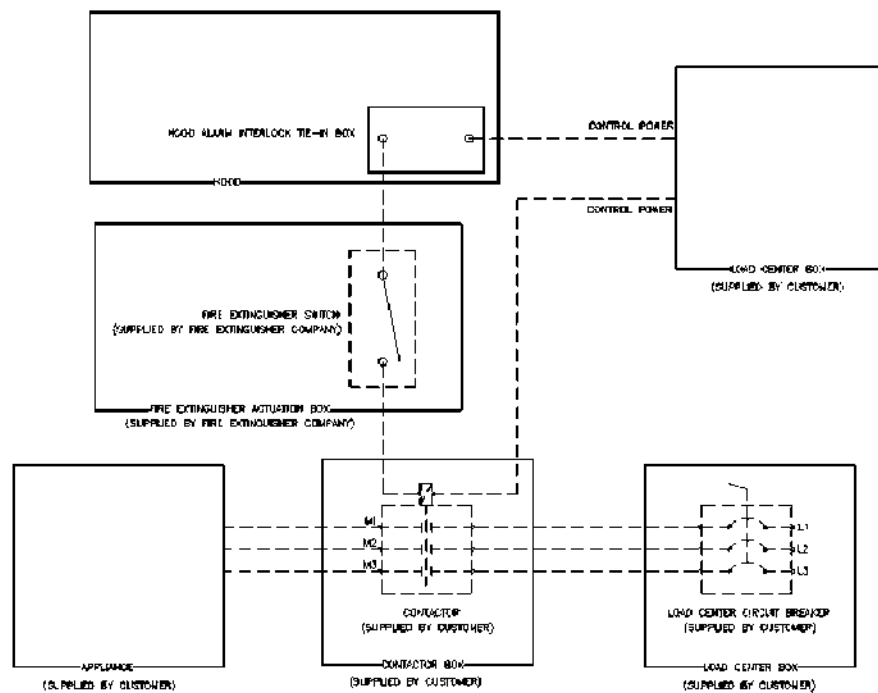 HOOD ALARM INTERLOCK TIE-IN BOX
CONTROL POWER
HOOD
CONTROL POWER
LOAD CENTER BOX
(SUPPLIED BY CUSTOMER)
FIRE EXTINGUISHER SWITCH
(SUPPLIED BY FIRE EXTINGUISHER COMPANY)
FIRE EXTINGUISHER ACTUATION BOX
(SUPPLIED BY FIRE EXTINGUISHER COMPANY)
M1
M2
M3
L1
L2
L3
CONTACTOR
(SUPPLIED BY CUSTOMER)
LOAD CENTER CIRCUIT BREAKER
(SUPPLIED BY CUSTOMER)
APPLIANCE
(SUPPLIED BY CUSTOMER)
CONTACTOR BOX
(SUPPLIED BY CUSTOMER)
LOAD CENTER BOX
(SUPPLIED BY CUSTOMER)